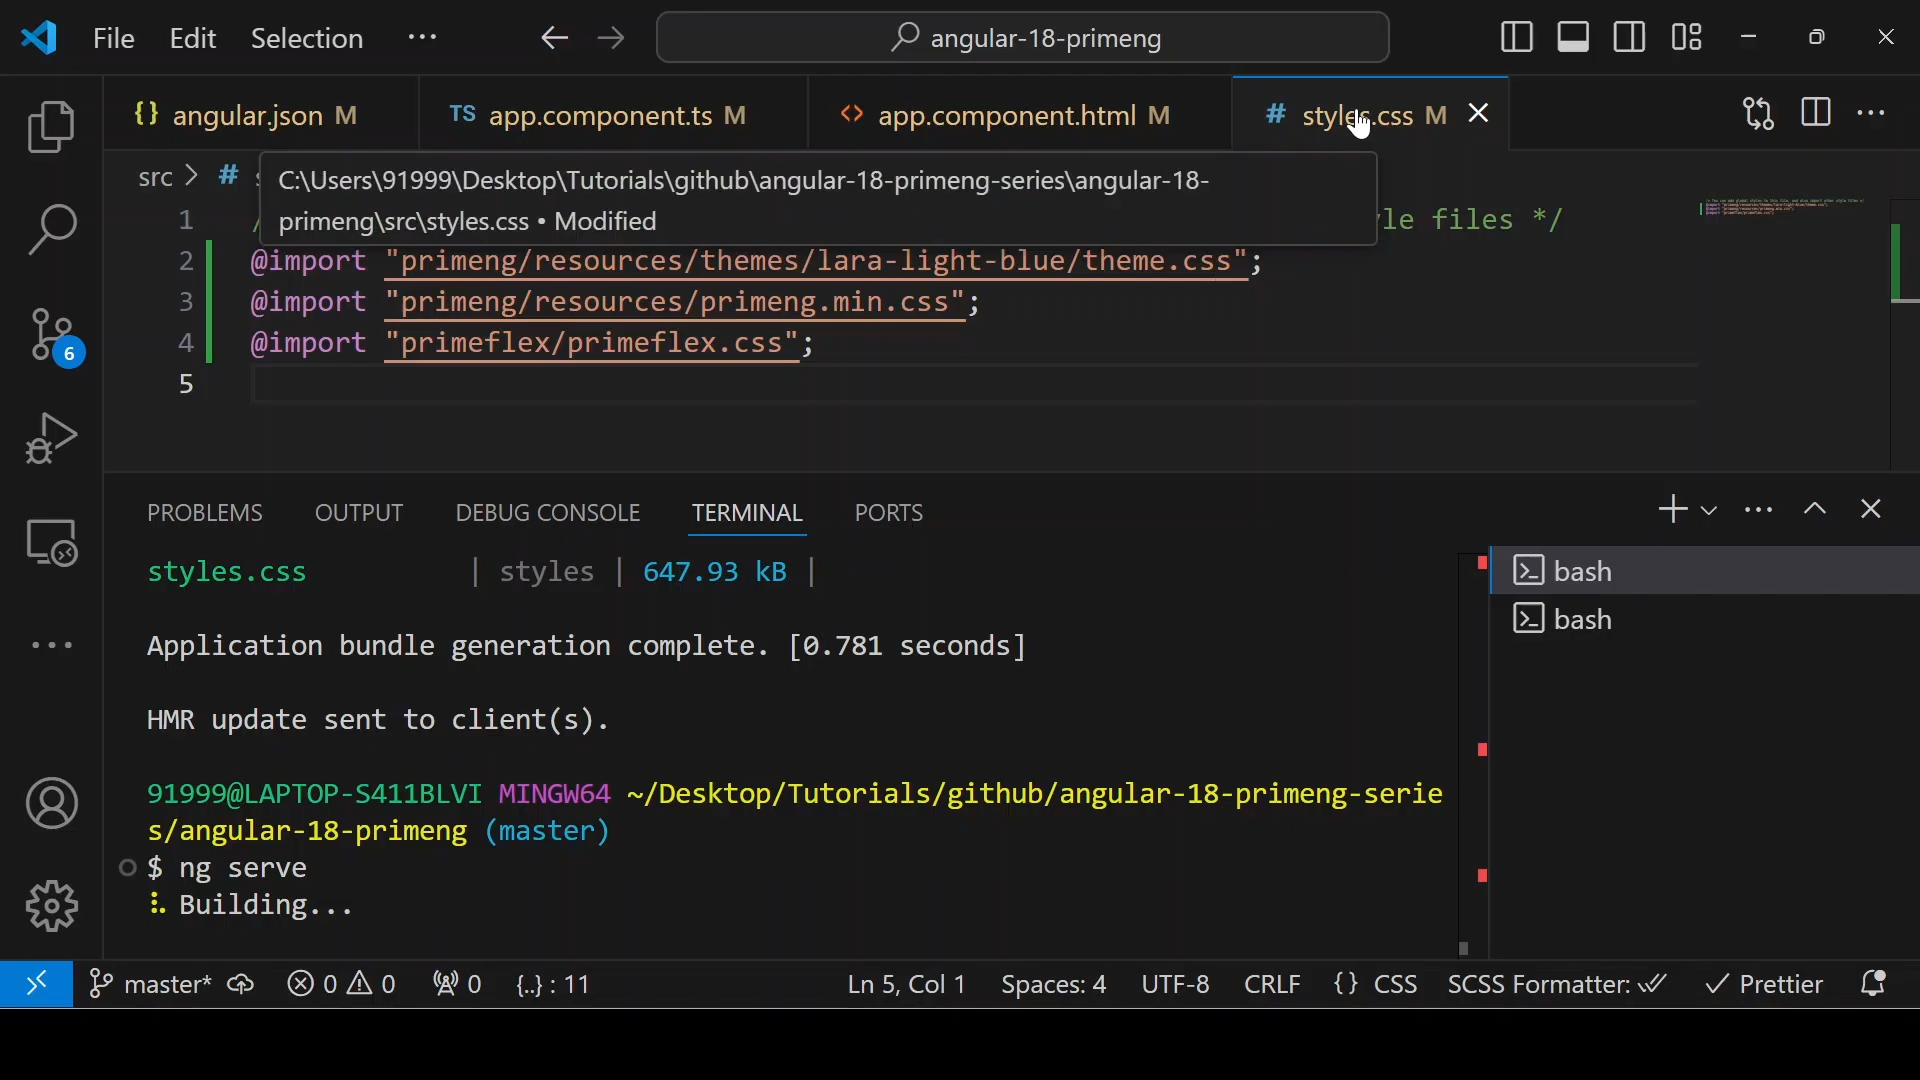 File Edit Selection ··· angular-18-primeng
{} angular.json M TS app.component.ts M <> app.component.html M # styles.css M
src > #
C:\Users\91999\Desktop\Tutorials\github\angular-18-primeng-series\angular-18-
primeng\src\styles.css • Modified
1 le files */
2 @import "primeng/resources/themes/lara-light-blue/theme.css";
3 @import "primeng/resources/primeng.min.css";
4 @import "primeflex/primeflex.css";
5
6
PROBLEMS OUTPUT DEBUG CONSOLE TERMINAL PORTS
styles.css | styles | 647.93 kB |
bash
bash
Application bundle generation complete. [0.781 seconds]
HMR update sent to client(s).
91999@LAPTOP-S411BLVI MINGW64 ~/Desktop/Tutorials/github/angular-18-primeng-serie
s/angular-18-primeng (master)
$ ng serve
Building...
master* 0 0 0 {..} : 11 Ln 5, Col 1 Spaces: 4 UTF-8 CRLF {} CSS SCSS Formatter: Prettier